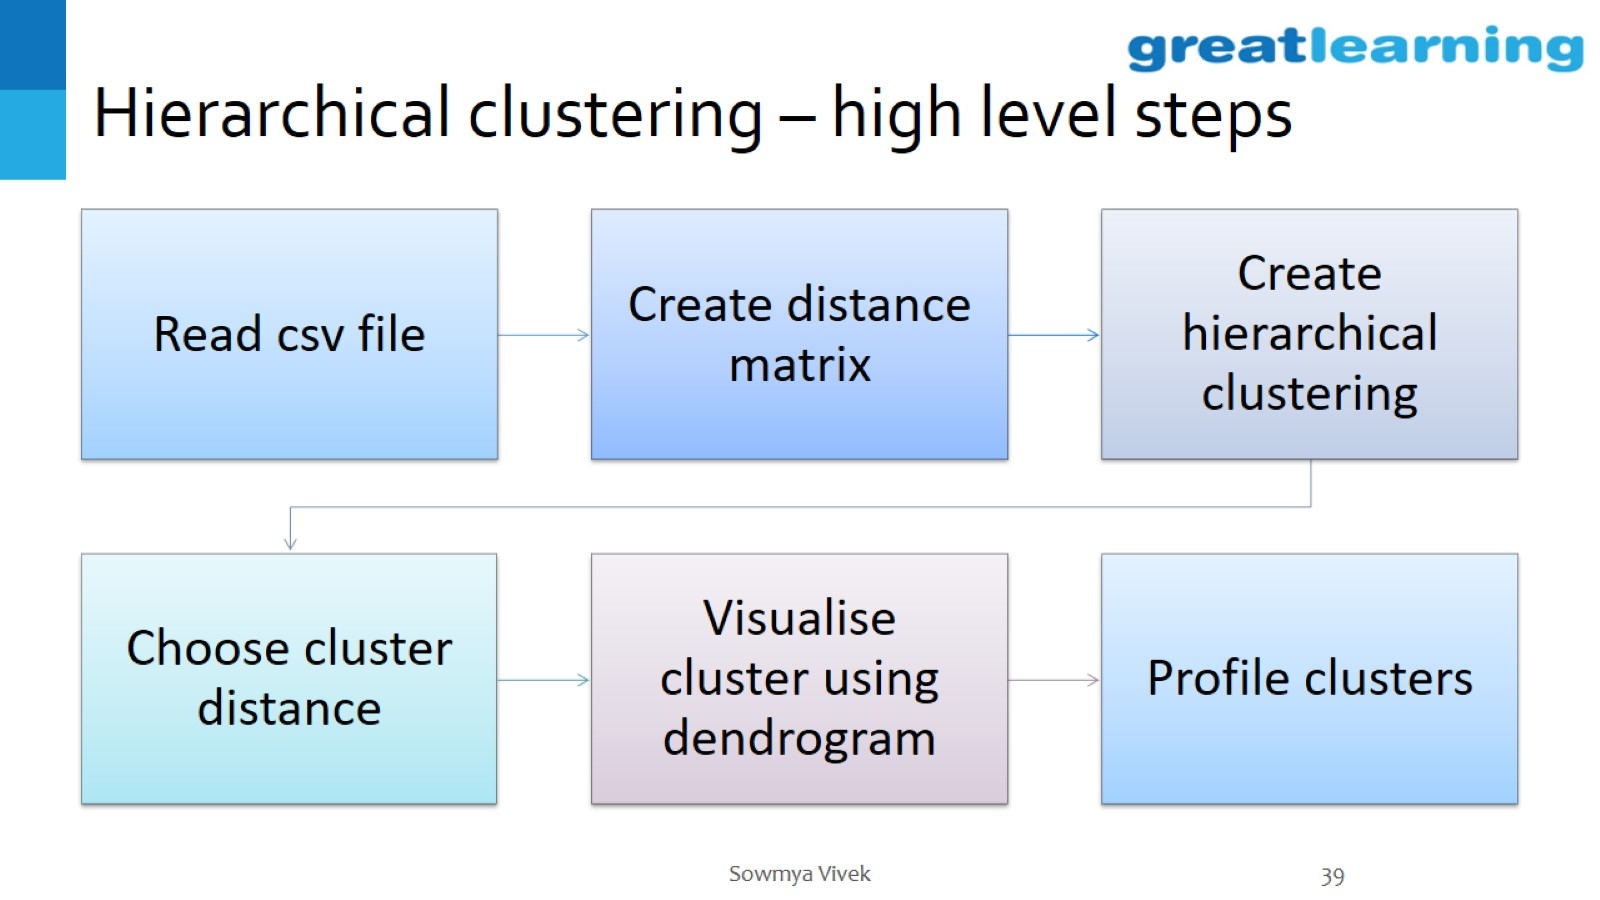 greatlearning
Hierarchical clustering – high level steps
Read csv file
Create distance
matrix
Create
hierarchical
clustering
Choose cluster
distance
Visualise
cluster using
dendrogram
Profile clusters
Sowmya Vivek
39